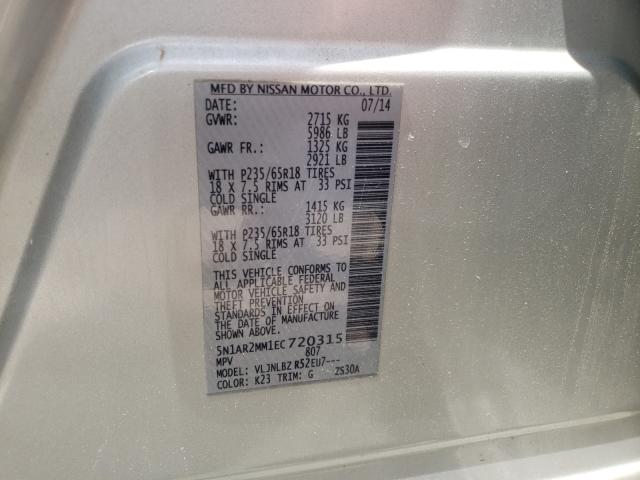 MFD BY NISSAN MOTOR CO., LTD.
DATE: 07/14
GVWR: 2715 KG
5986 LB
GAWR FR.: 1325 KG
2921 LB
WITH P235/65R18 TIRES
18 X 7.5 RIMS AT 33 PSI
COLD SINGLE
GAWR RR.: 1415 KG
3120 LB
WITH P235/65R18 TIRES
18 X 7.5 RIMS AT 33 PSI
COLD SINGLE
THIS VEHICLE CONFORMS TO
ALL APPLICABLE FEDERAL
MOTOR VEHICLE SAFETY AND
THEFT PREVENTION
STANDARDS IN EFFECT ON
THE DATE OF MANUFACTURE
SHOWN ABOVE.
5N1AR2MM1EC720315
MPV 807
MODEL: VLJNLBZ R52EU7---
COLOR: K23 TRIM: G ZS30A